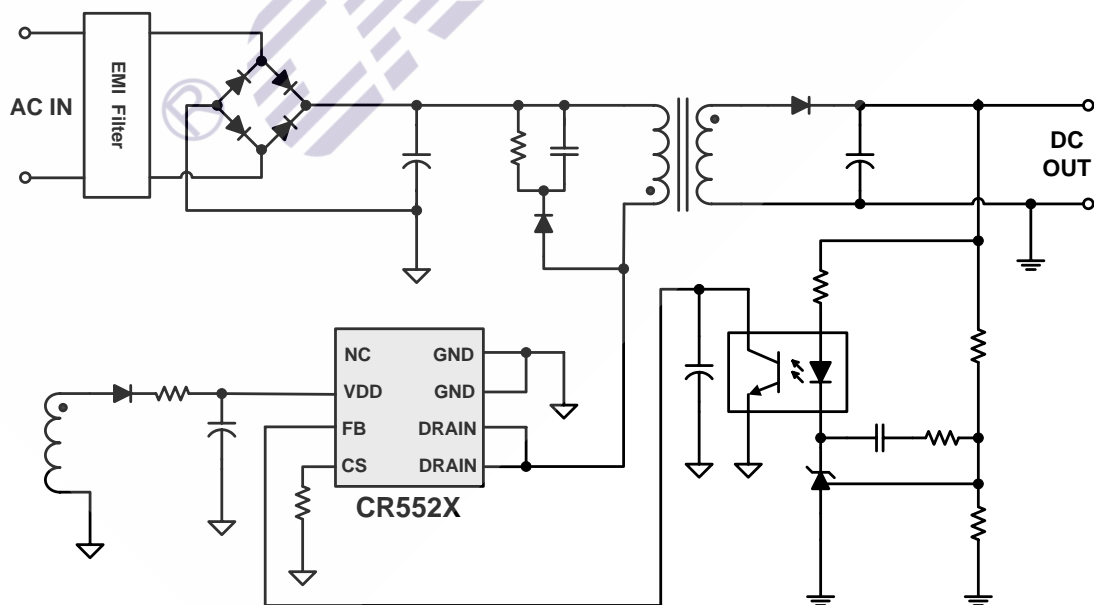 AC IN
EMI Filter
®
DC
OUT
NC
GND
VDD
GND
FB
DRAIN
CS
DRAIN
CR552X